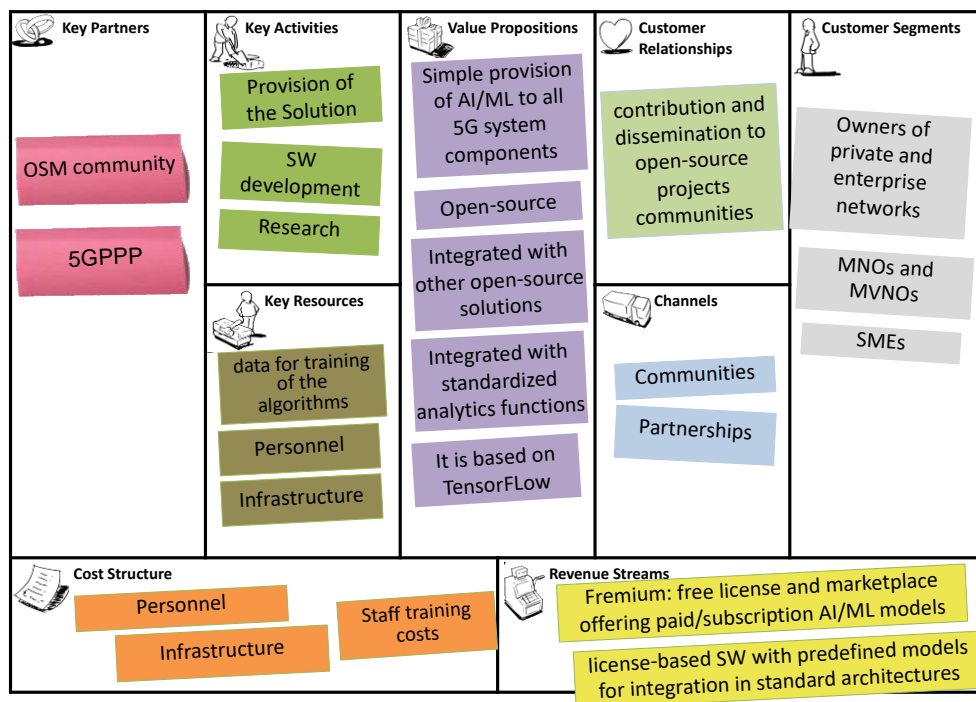 Key Partners
OSM community
5GPPP
Key Activities
Provision of
the Solution
SW
development
Research
Key Resources
data for training
of the
algorithms
Personnel
Infrastructure
Value Propositions
Simple provision
of AI/ML to all
5G system
components
Open-source
Integrated with
other open-source
solutions
Integrated with
standardized
analytics functions
It is based on
TensorFLow
Customer
Relationships
contribution and
dissemination to
open-source
projects
communities
Channels
Communities
Partnerships
Customer Segments
Owners of
private and
enterprise
networks
MNOs and
MVNOs
SMEs
Cost Structure
Personnel
Infrastructure
Staff training
costs
Revenue Streams
Fremium: free license and marketplace
offering paid/subscription AI/ML models
license-based SW with predefined models
for integration in standard architectures